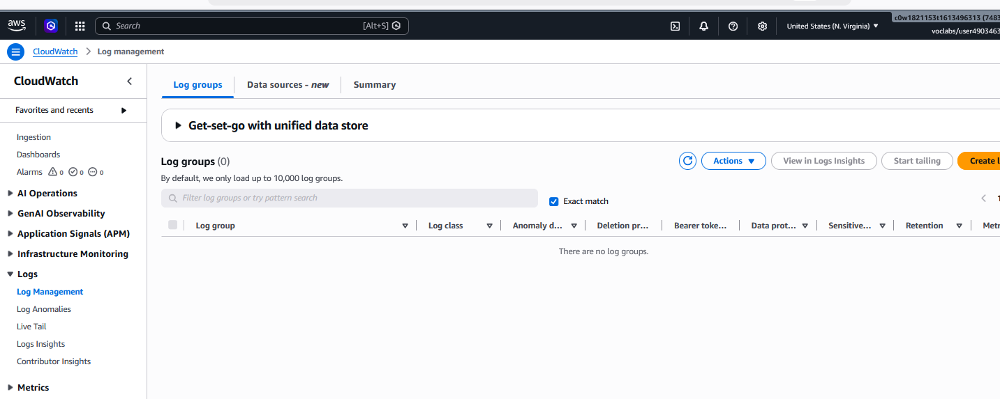 aws
Search [Alt+S]
United States (N. Virginia)
c0w1821153t1613496313 (7483
voclabs/user4903463
CloudWatch
Log management
CloudWatch
Favorites and recents
Ingestion
Dashboards
Alarms 0 0 0
AI Operations
GenAI Observability
Application Signals (APM)
Infrastructure Monitoring
Logs
Log Management
Log Anomalies
Live Tail
Logs Insights
Contributor Insights
Metrics
Log groups Data sources - new Summary
Get-set-go with unified data store
Log groups (0)
Actions View in Logs Insights Start tailing Create l
By default, we only load up to 10,000 log groups.
Filter log groups or try pattern search
Exact match
1
Log group Log class Anomaly d... Deletion pr... Bearer toke... Data prot... Sensitive... Retention Metr
There are no log groups.